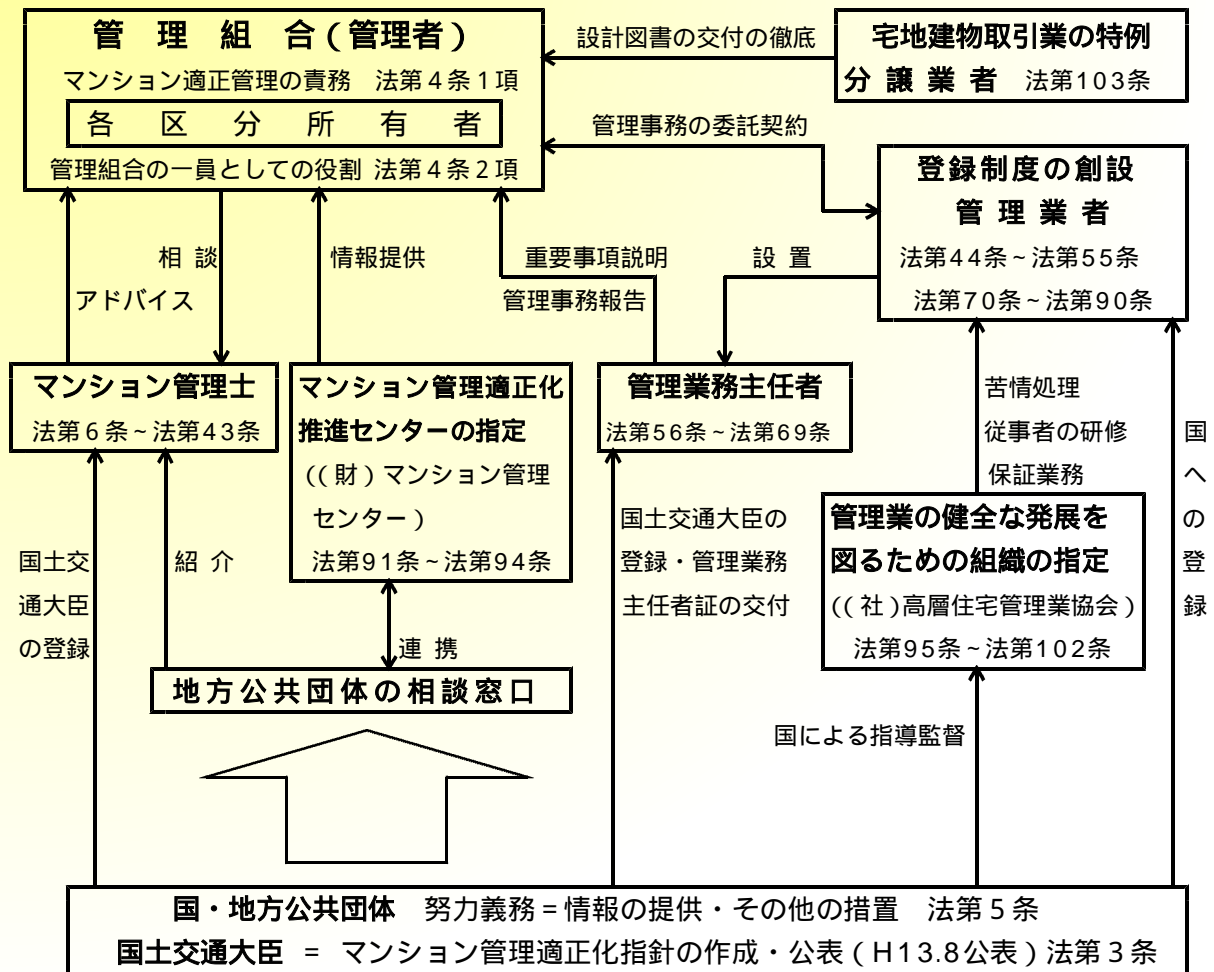 管理組合(管理者)
マンション適正管理の責務 法第4条1項
各区分所有者
管理組合の一員としての役割 法第4条2項
設計図書の交付の徹底
宅地建物取引業の特例
分譲業者 法第103条
管理事務の委託契約
登録制度の創設
管理業者
法第44条~法第55条
法第70条~法第90条
相談
アドバイス
情報提供
重要事項説明
管理事務報告
設置
マンション管理士
法第6条~法第43条
マンション管理適正化
推進センターの指定
((財)マンション管理
センター)
法第91条~法第94条
管理業務主任者
法第56条~法第69条
苦情処理
従事者の研修
保証業務
国への登録
管理業の健全な発展を
図るための組織の指定
((社)高層住宅管理業協会)
法第95条~法第102条
国土交
通大臣
の登録
紹介
連携
国土交通大臣の
登録・管理業務
主任者証の交付
地方公共団体の相談窓口
国による指導監督
国・地方公共団体 努力義務=情報の提供・その他の措置 法第5条
国土交通大臣 = マンション管理適正化指針の作成・公表(H13.8公表)法第3条